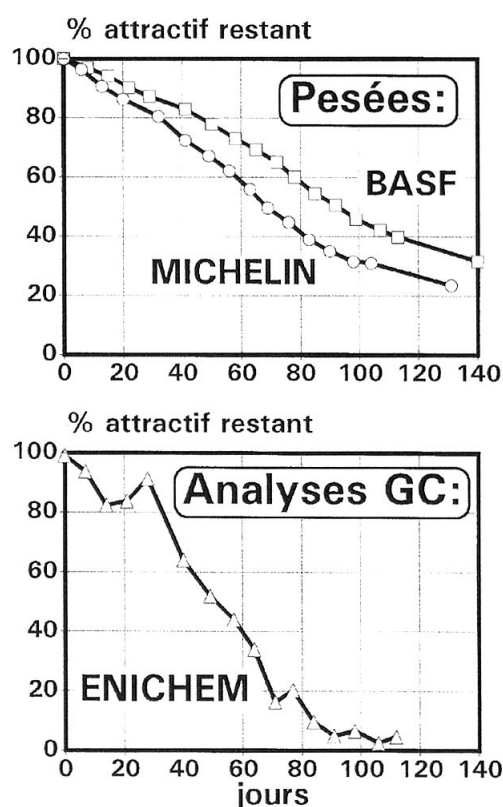 % attractif restant
100
80
60
40
20
0
Pesées:
BASF
MICHELIN
0 20 40 60 80 100 120 140
% attractif restant
100
80
60
40
20
0
Analyses GC:
ENICHEM
0 20 40 60 80 100 120 140
jours